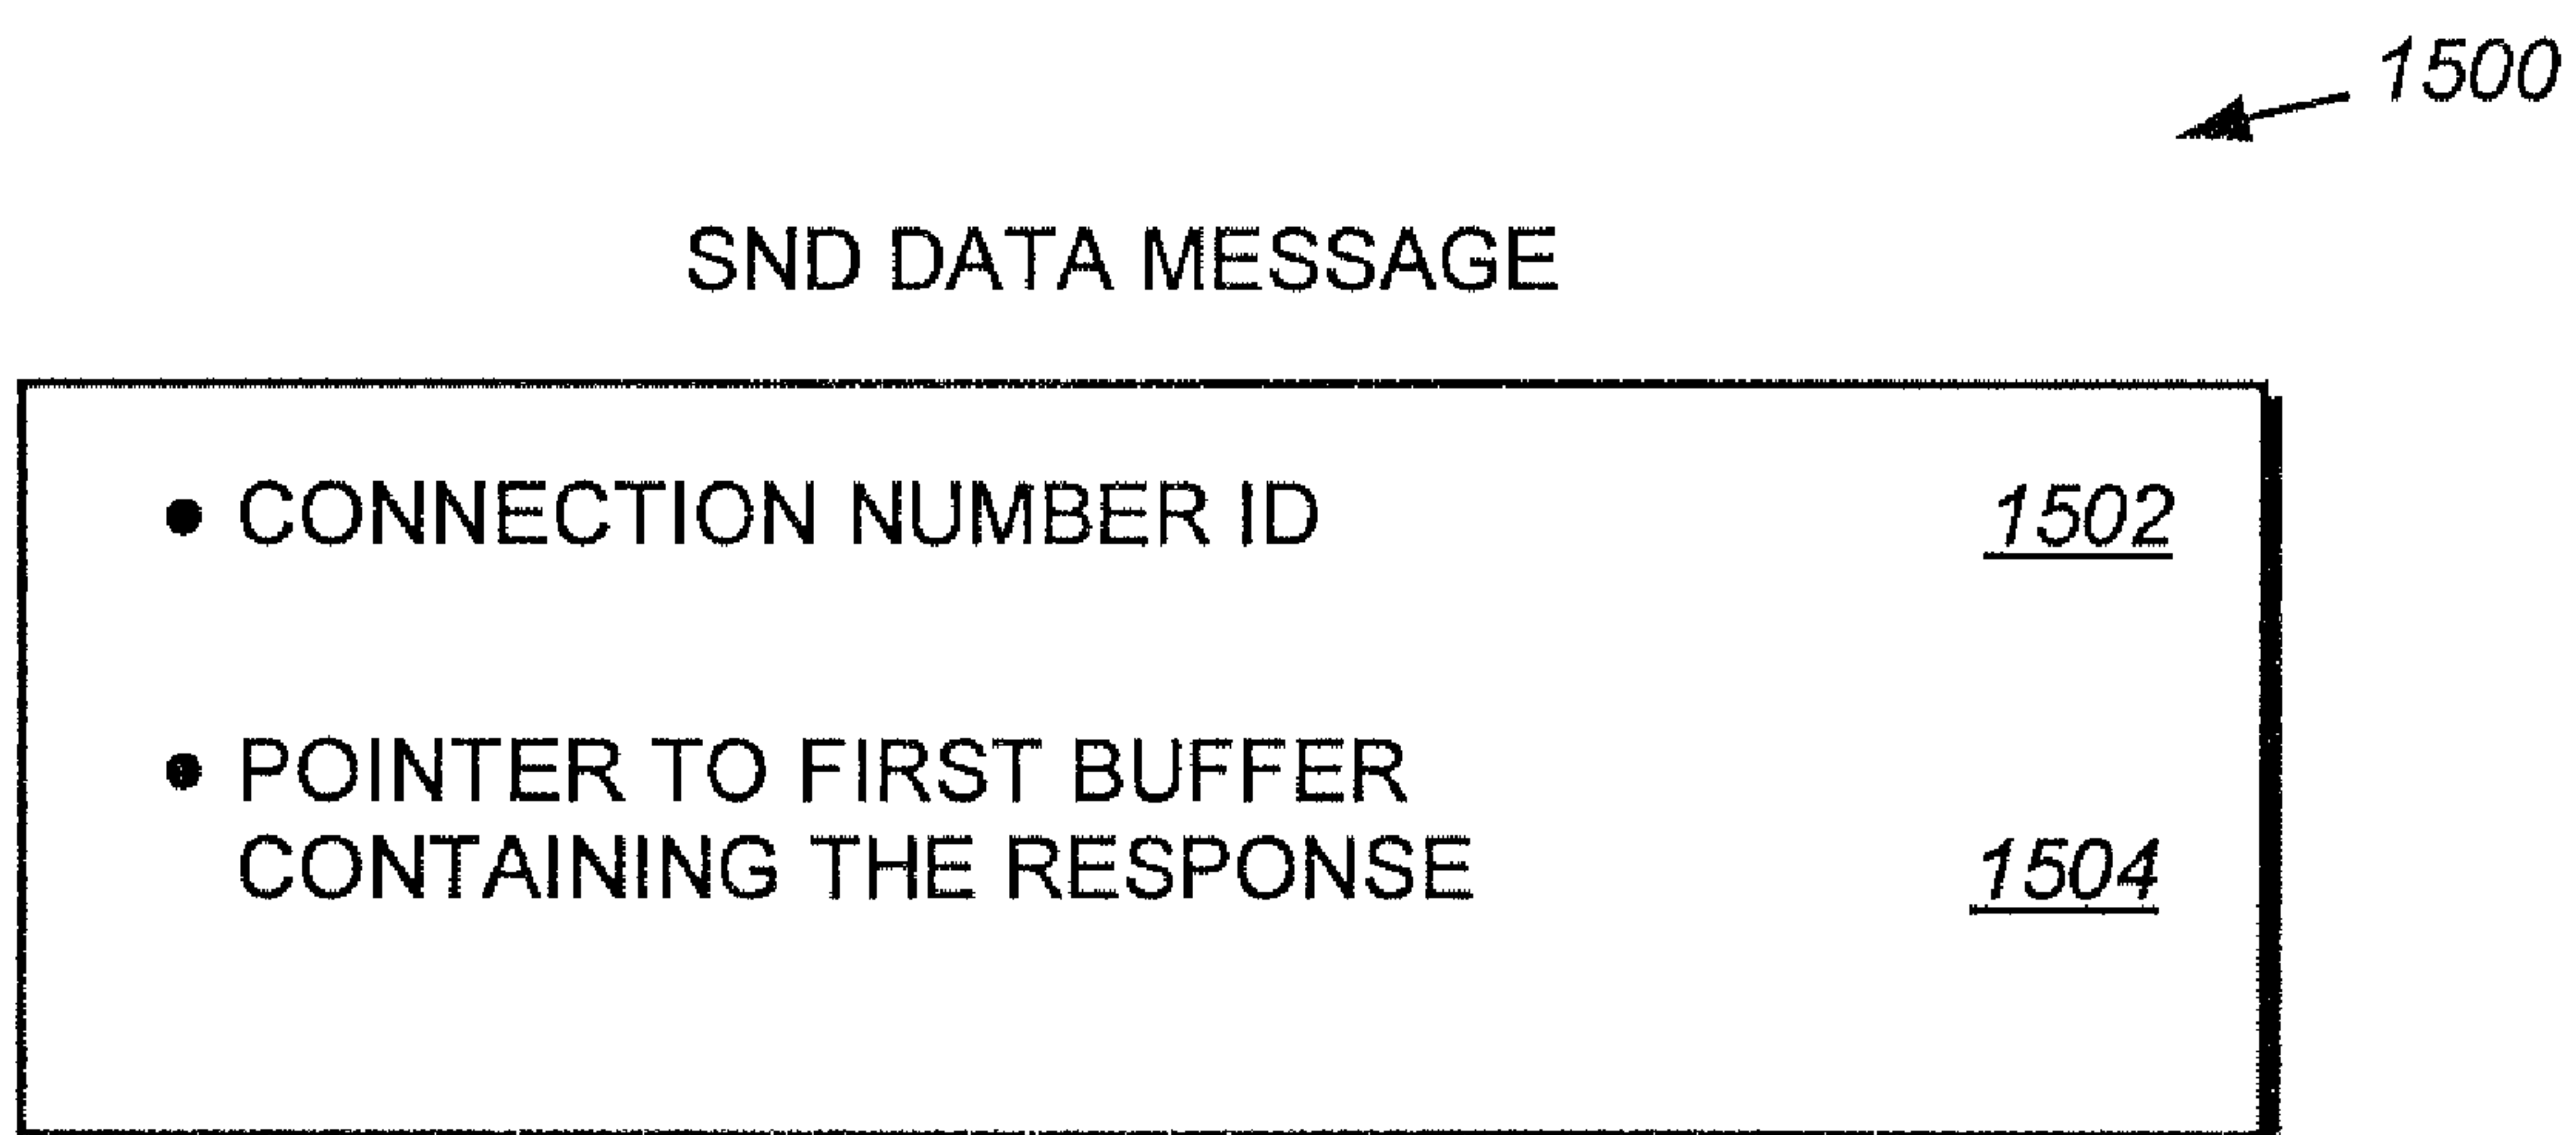 1500
SND DATA MESSAGE
• CONNECTION NUMBER ID 1502
• POINTER TO FIRST BUFFER
CONTAINING THE RESPONSE 1504